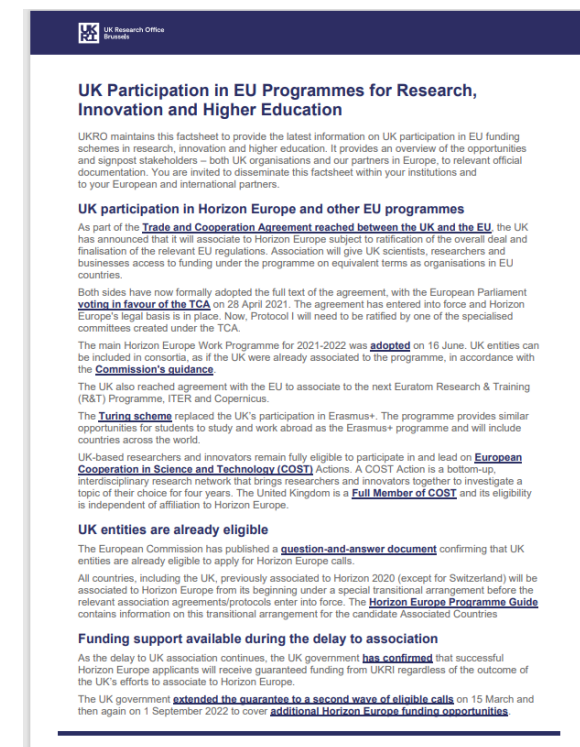 UK
RI
UK Research Office
Brussels
UK Participation in EU Programmes for Research,
Innovation and Higher Education
UKRO maintains this factsheet to provide the latest information on UK participation in EU funding
schemes in research, innovation and higher education. It provides an overview of the opportunities
and signpost stakeholders – both UK organisations and our partners in Europe, to relevant official
documentation. You are invited to disseminate this factsheet within your institutions and
to your European and international partners.
UK participation in Horizon Europe and other EU programmes
As part of the Trade and Cooperation Agreement reached between the UK and the EU, the UK
has announced that it will associate to Horizon Europe subject to ratification of the overall deal and
finalisation of the relevant EU regulations. Association will give UK scientists, researchers and
businesses access to funding under the programme on equivalent terms as organisations in EU
countries.
Both sides have now formally adopted the full text of the agreement, with the European Parliament
voting in favour of the TCA on 28 April 2021. The agreement has entered into force and Horizon
Europe's legal basis is in place. Now, Protocol I will need to be ratified by one of the specialised
committees created under the TCA.
The main Horizon Europe Work Programme for 2021-2022 was adopted on 16 June. UK entities can
be included in consortia, as if the UK were already associated to the programme, in accordance with
the Commission's guidance.
The UK also reached agreement with the EU to associate to the next Euratom Research & Training
(R&T) Programme, ITER and Copernicus.
The Turing scheme replaced the UK's participation in Erasmus+. The programme provides similar
opportunities for students to study and work abroad as the Erasmus+ programme and will include
countries across the world.
UK-based researchers and innovators remain fully eligible to participate in and lead on European
Cooperation in Science and Technology (COST) Actions. A COST Action is a bottom-up,
interdisciplinary research network that brings researchers and innovators together to investigate a
topic of their choice for four years. The United Kingdom is a Full Member of COST and its eligibility
is independent of affiliation to Horizon Europe.
UK entities are already eligible
The European Commission has published a question-and-answer document confirming that UK
entities are already eligible to apply for Horizon Europe calls.
All countries, including the UK, previously associated to Horizon 2020 (except for Switzerland) will be
associated to Horizon Europe from its beginning under a special transitional arrangement before the
relevant association agreements/protocols enter into force. The Horizon Europe Programme Guide
contains information on this transitional arrangement for the candidate Associated Countries
Funding support available during the delay to association
As the delay to UK association continues, the UK government has confirmed that successful
Horizon Europe applicants will receive guaranteed funding from UKRI regardless of the outcome of
the UK's efforts to associate to Horizon Europe.
The UK government extended the guarantee to a second wave of eligible calls on 15 March and
then again on 1 September 2022 to cover additional Horizon Europe funding opportunities.